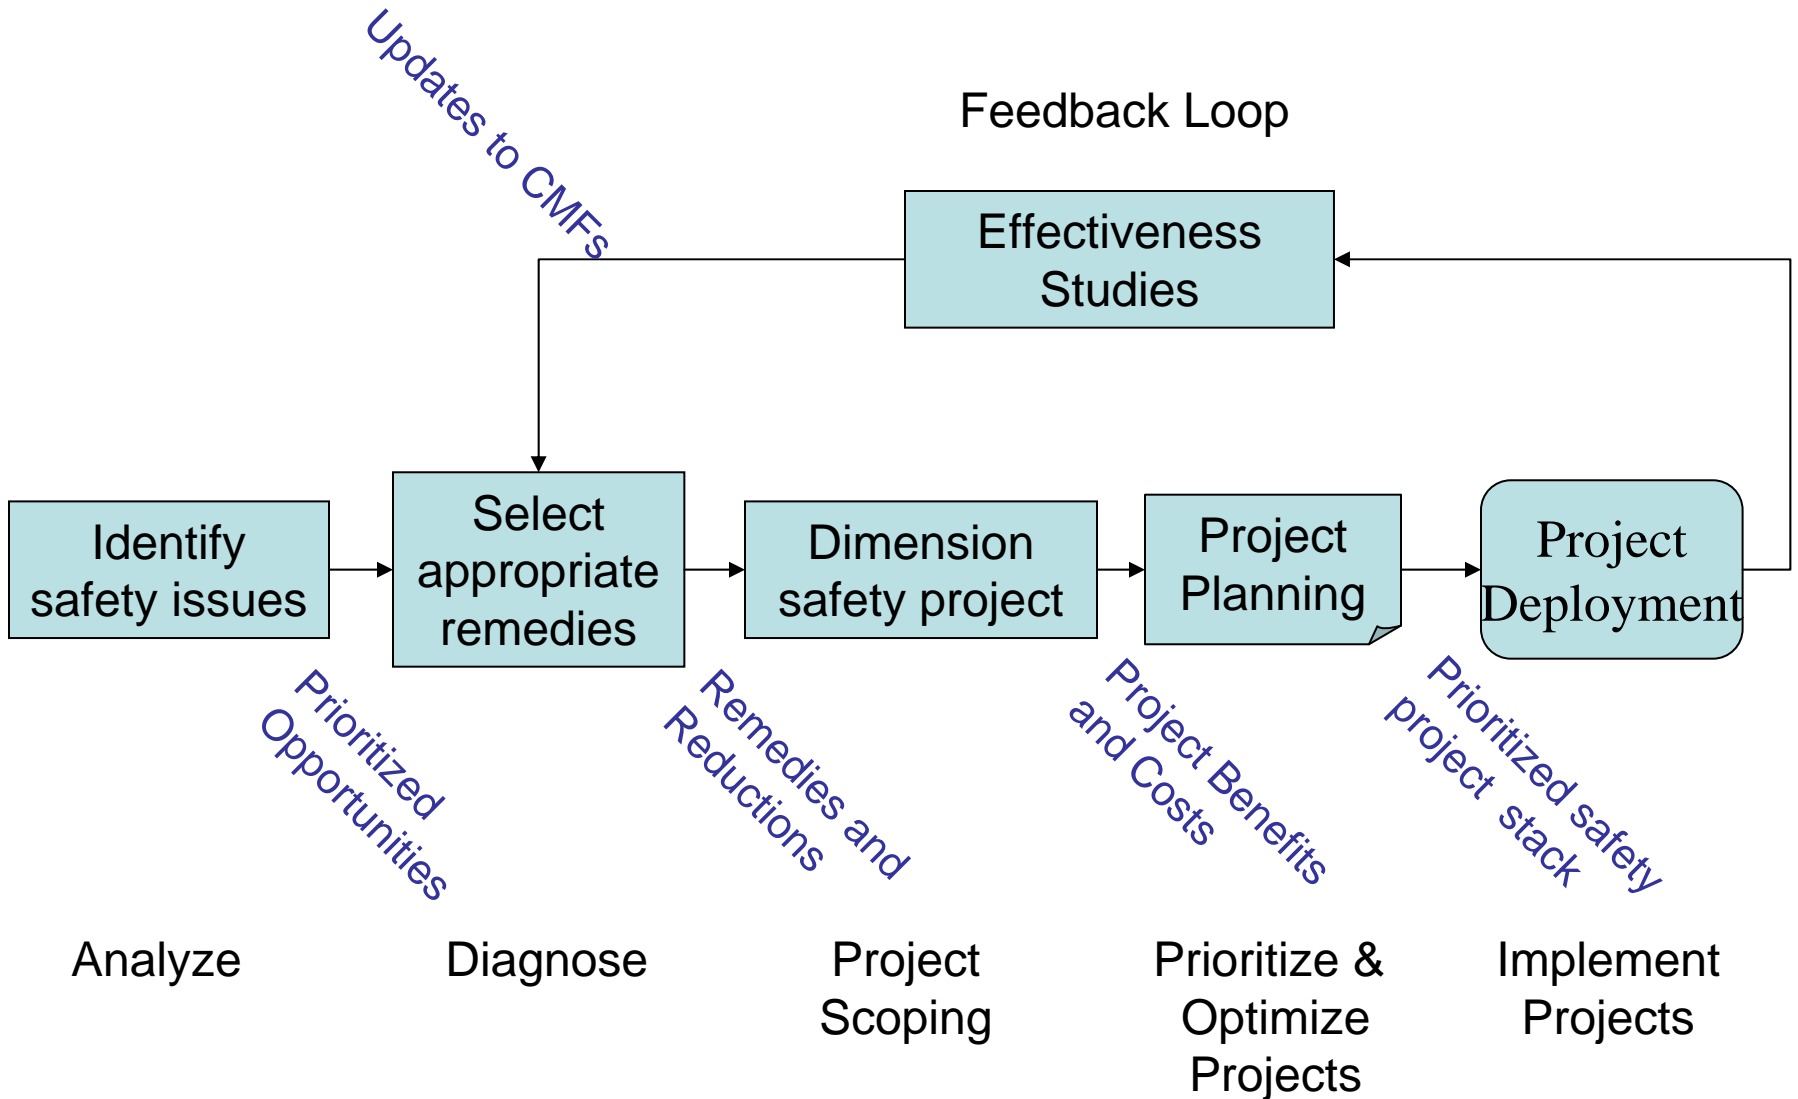 Updates to CMFs
Feedback Loop
Effectiveness
Studies
Identify
safety issues
Select
appropriate
remedies
Dimension
safety project
Project
Planning
Project
Deployment
Prioritized
Opportunities
Remedies and
Reductions
Project Benefits
and Costs
Prioritized safety
project stack
Analyze
Diagnose
Project
Scoping
Prioritize &
Optimize
Projects
Implement
Projects